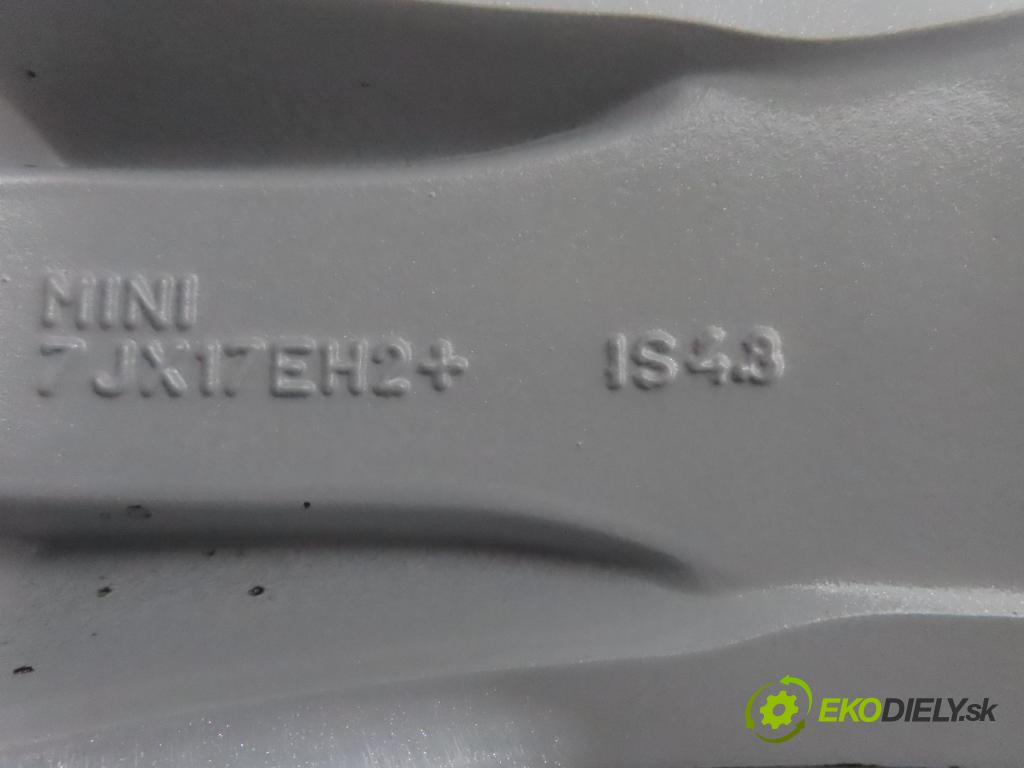 MINI
7JX17EH2+ IS48
EKODIELY.sk